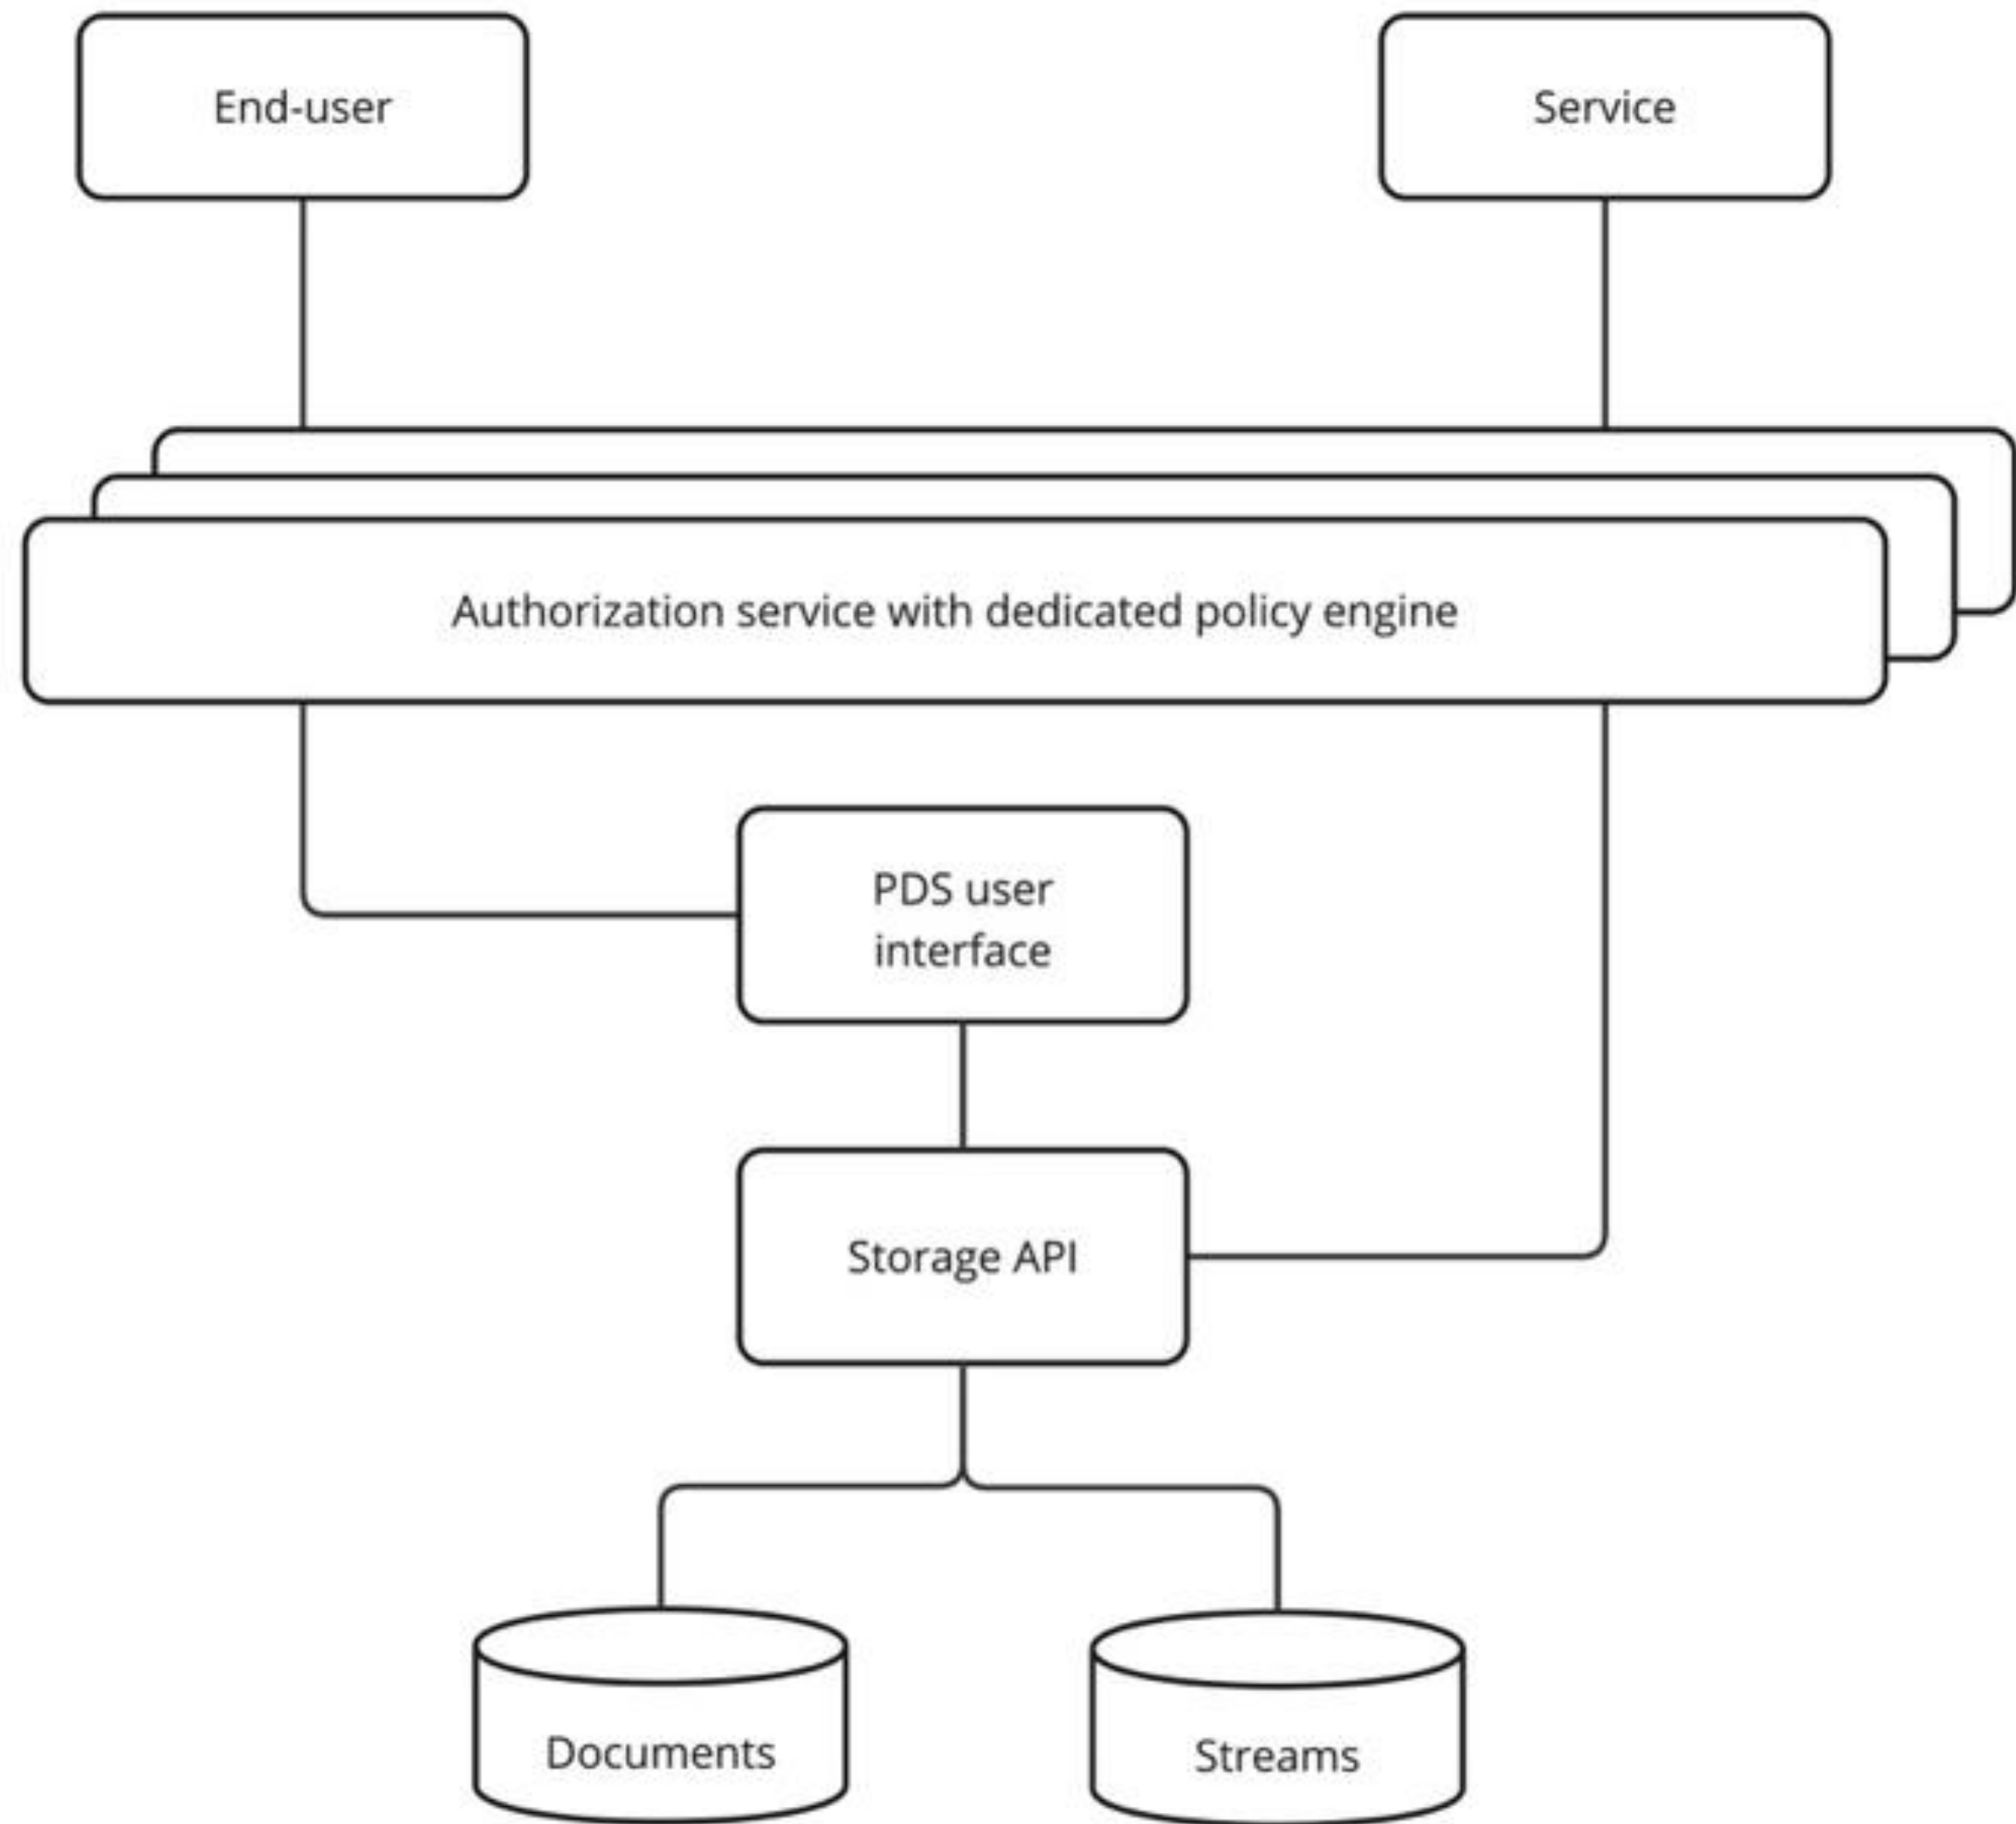 End-user
Service
Authorization service with dedicated policy engine
PDS user
interface
Storage API
Documents
Streams